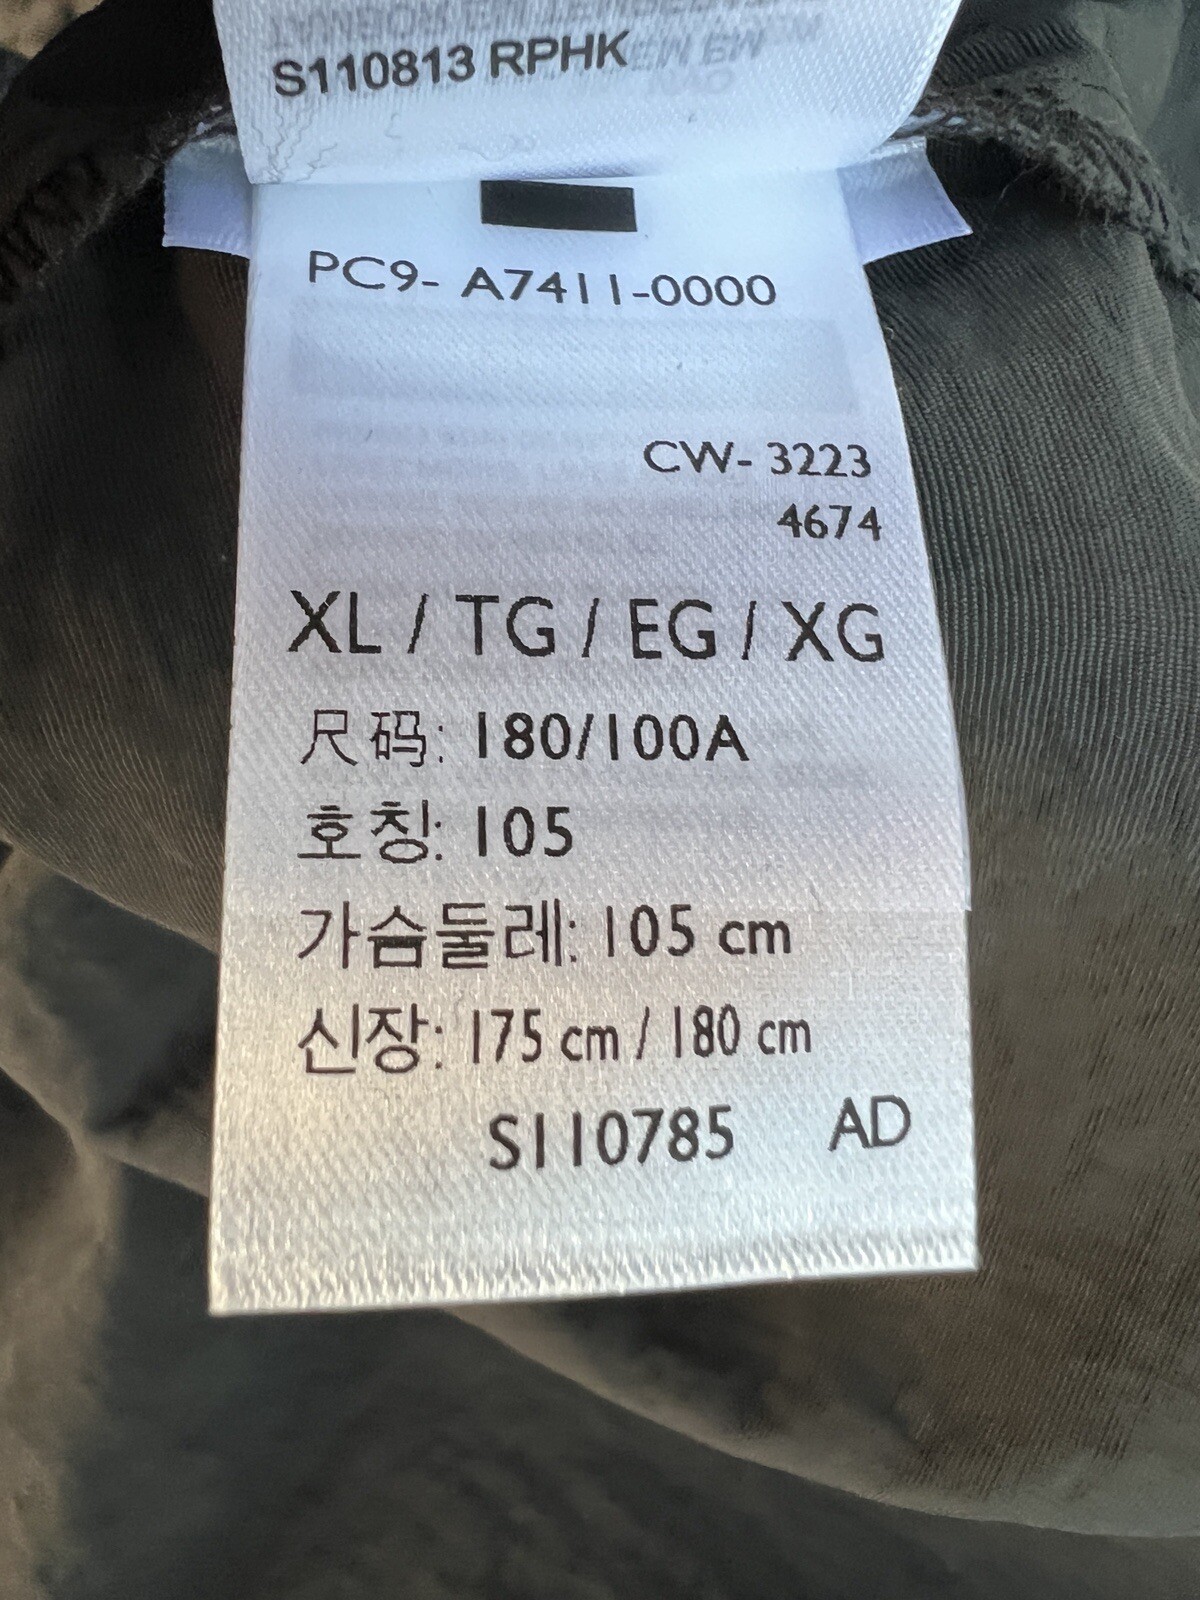 S110813 RPHK
PC9- A7411-0000
CW- 3223
4674
XL / TG / EG / XG
尺码: 180/100A
호칭: 105
가슴둘레: 105 cm
신장: 175 cm / 180 cm
S110785 AD